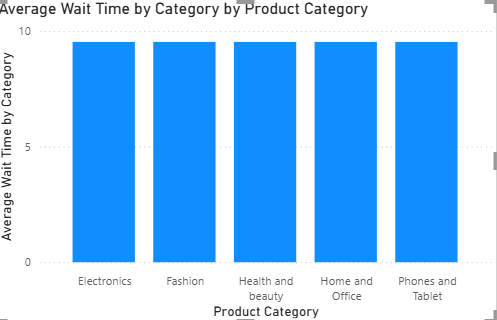 Average Wait Time by Category by Product Category
Average Wait Time by Category
10
5
0
Electronics
Fashion
Health and
beauty
Home and
Office
Phones and
Tablet
Product Category